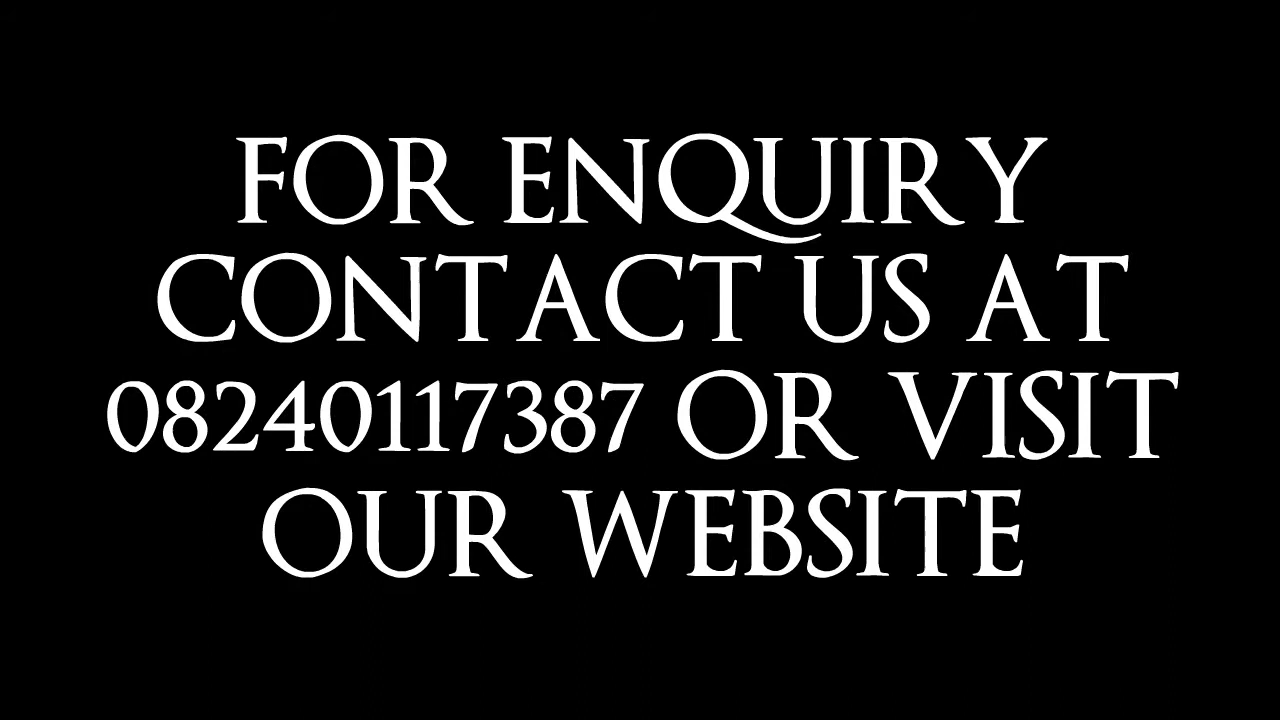 FOR ENQUIRY
CONTACT US AT
08240117387 OR VISIT
OUR WEBSITE